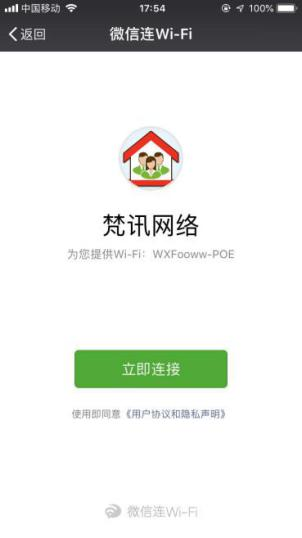 中国移动 17:54 100%
返回 微信连Wi-Fi
梵讯网络
为您提供Wi-Fi：WXFooww-POE
立即连接
使用即同意《用户协议和隐私声明》
微信连Wi-Fi